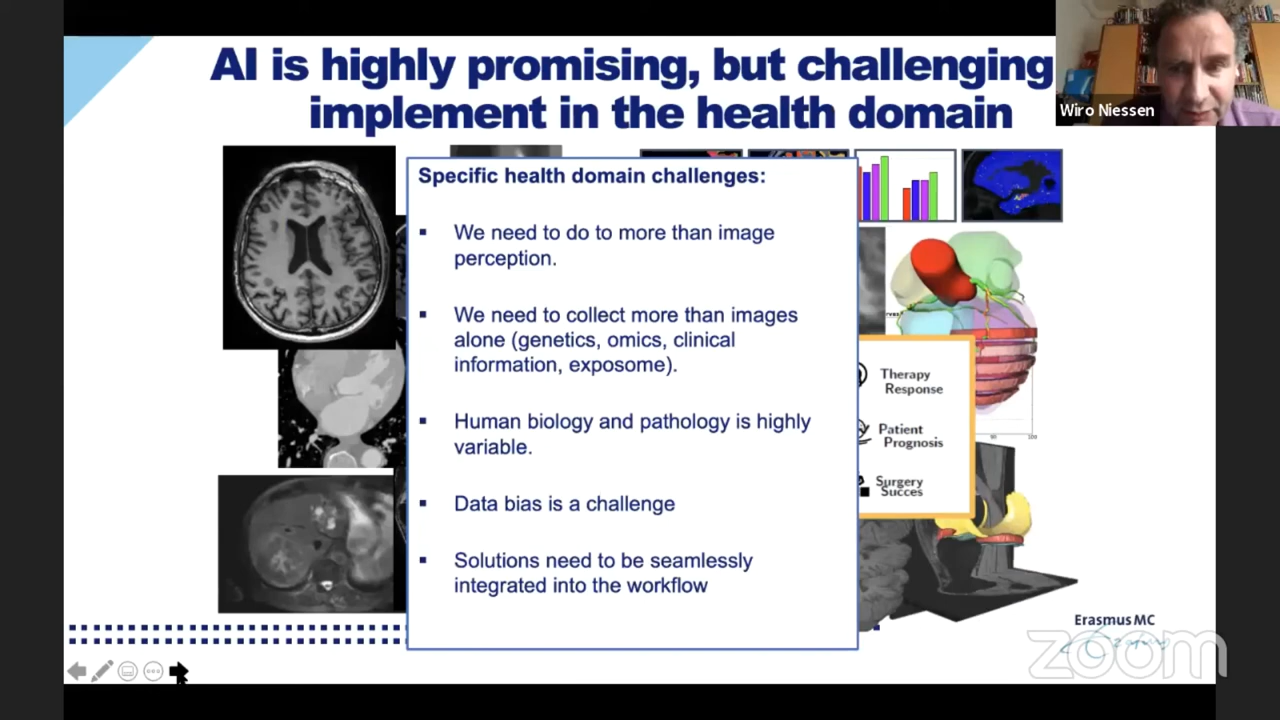 AI is highly promising, but challenging
implement in the health domain
Wiro Niessen
Specific health domain challenges:
▪ We need to do to more than image
perception.
▪ We need to collect more than images
alone (genetics, omics, clinical
information, exposome).
▪ Human biology and pathology is highly
variable.
▪ Data bias is a challenge
▪ Solutions need to be seamlessly
integrated into the workflow
Therapy
Response
Patient
Prognosis
Surgery
Succes
100
Erasmus MC
zoom